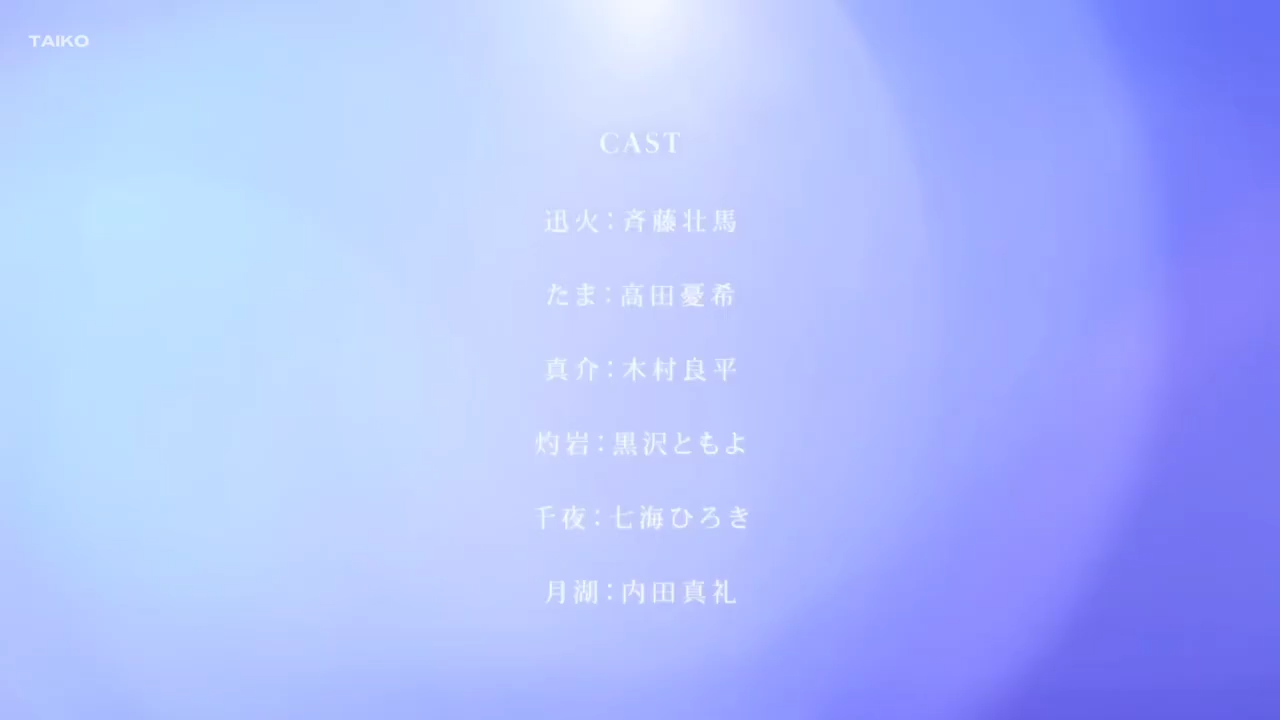 TAIKO
CAST
迅火：斉藤壮馬
たま：高田憂希
真介：木村良平
灼岩：黒沢ともよ
千夜：七海ひろき
月湖：内田真礼